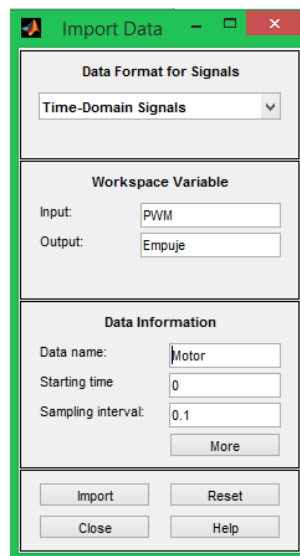 Import Data
Data Format for Signals
Time-Domain Signals
Workspace Variable
Input: PWM
Output: Empuje
Data Information
Data name: Motor
Starting time 0
Sampling interval: 0.1
More
Import Reset
Close Help